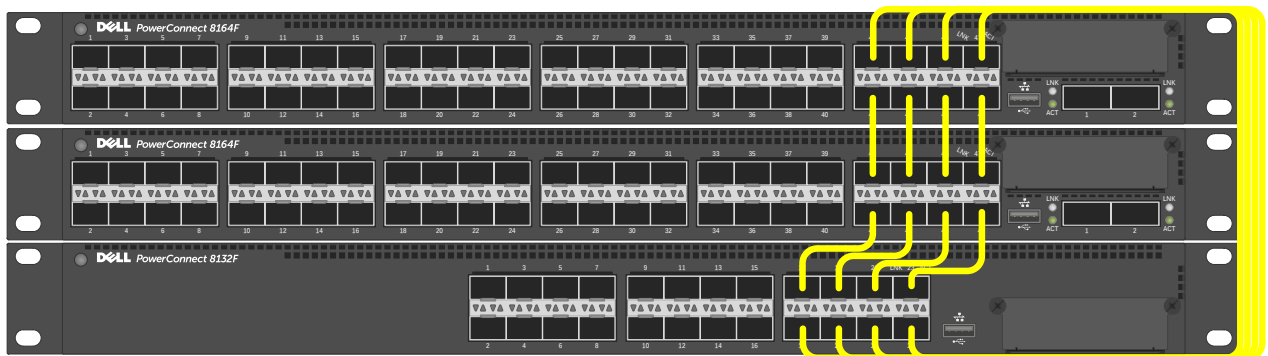 DELL PowerConnect 8164F
1 3 5 7 9 11 13 15 17 19 21 23 25 27 29 31 33 35 37 39 LNK ACT
LNK LNK
ACT ACT
2 4 6 8 10 12 14 16 18 20 22 24 26 28 30 32 34 36 38 40 1 2
DELL PowerConnect 8164F
1 3 5 7 9 11 13 15 17 19 21 23 25 27 29 31 33 35 37 39 LNK ACT
LNK LNK
ACT ACT
2 4 6 8 10 12 14 16 18 20 22 24 26 28 30 32 34 36 38 40 1 2
DELL PowerConnect 8132F
1 3 5 7 9 11 13 15 LNK
2 4 6 8 10 12 14 16